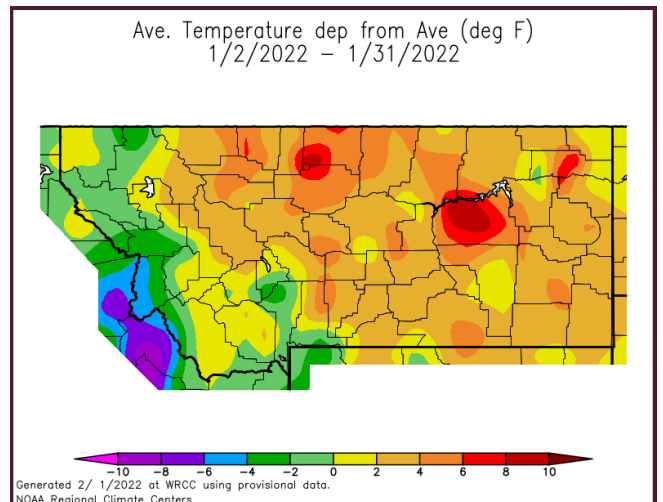 Ave. Temperature dep from Ave (deg F)
1/2/2022 – 1/31/2022
-10 -8 -6 -4 -2 0 2 4 6 8 10
Generated 2/ 1/2022 at WRCC using provisional data.
NOAA Regional Climate Centers